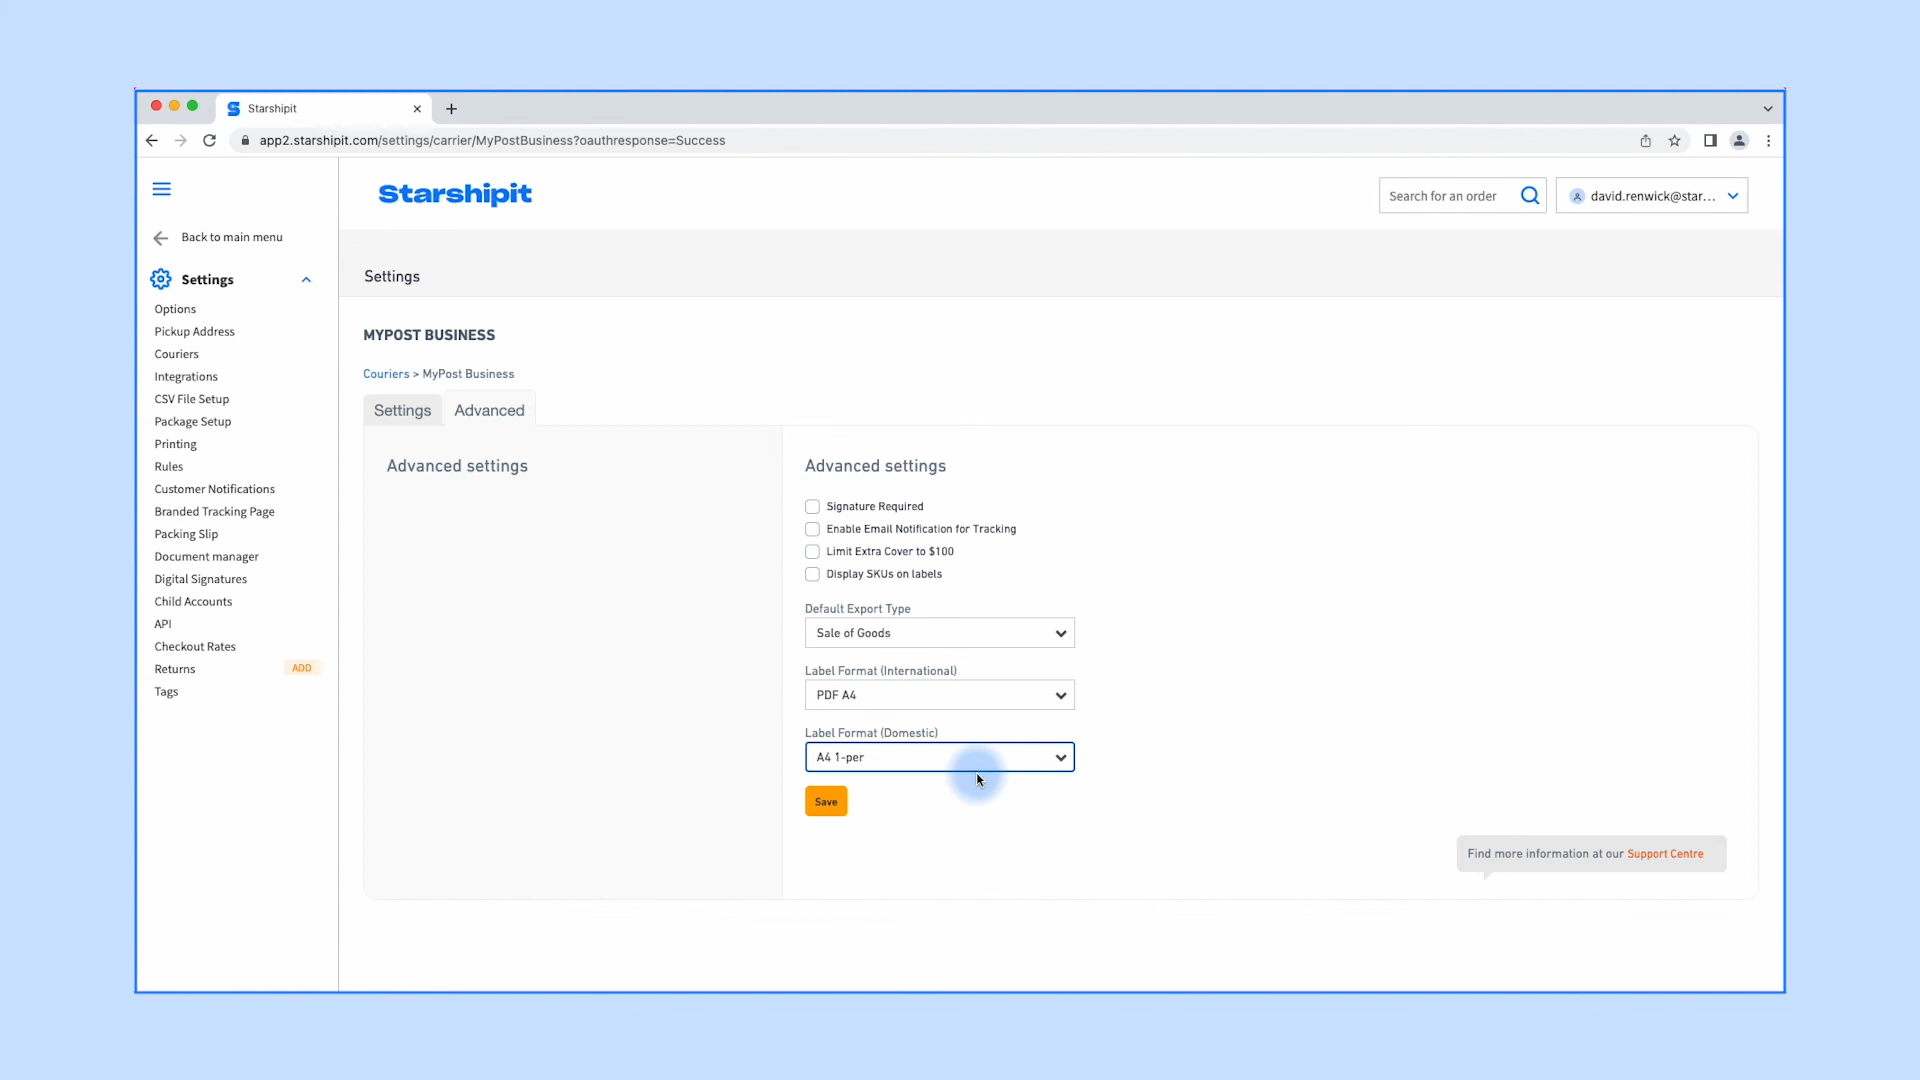 Starshipit
app2.starshipit.com/settings/carrier/MyPostBusiness?oauthresponse=Success
Starshipit
Search for an order
david.renwick@star...
Back to main menu
Settings
Options
Pickup Address
Couriers
Integrations
CSV File Setup
Package Setup
Printing
Rules
Customer Notifications
Branded Tracking Page
Packing Slip
Document manager
Digital Signatures
Child Accounts
API
Checkout Rates
Returns ADD
Tags
Settings
MYPOST BUSINESS
Couriers > MyPost Business
Settings Advanced
Advanced settings
Advanced settings
Signature Required
Enable Email Notification for Tracking
Limit Extra Cover to $100
Display SKUs on labels
Default Export Type
Sale of Goods
Label Format (International)
PDF A4
Label Format (Domestic)
A4 1-per
Save
Find more information at our Support Centre